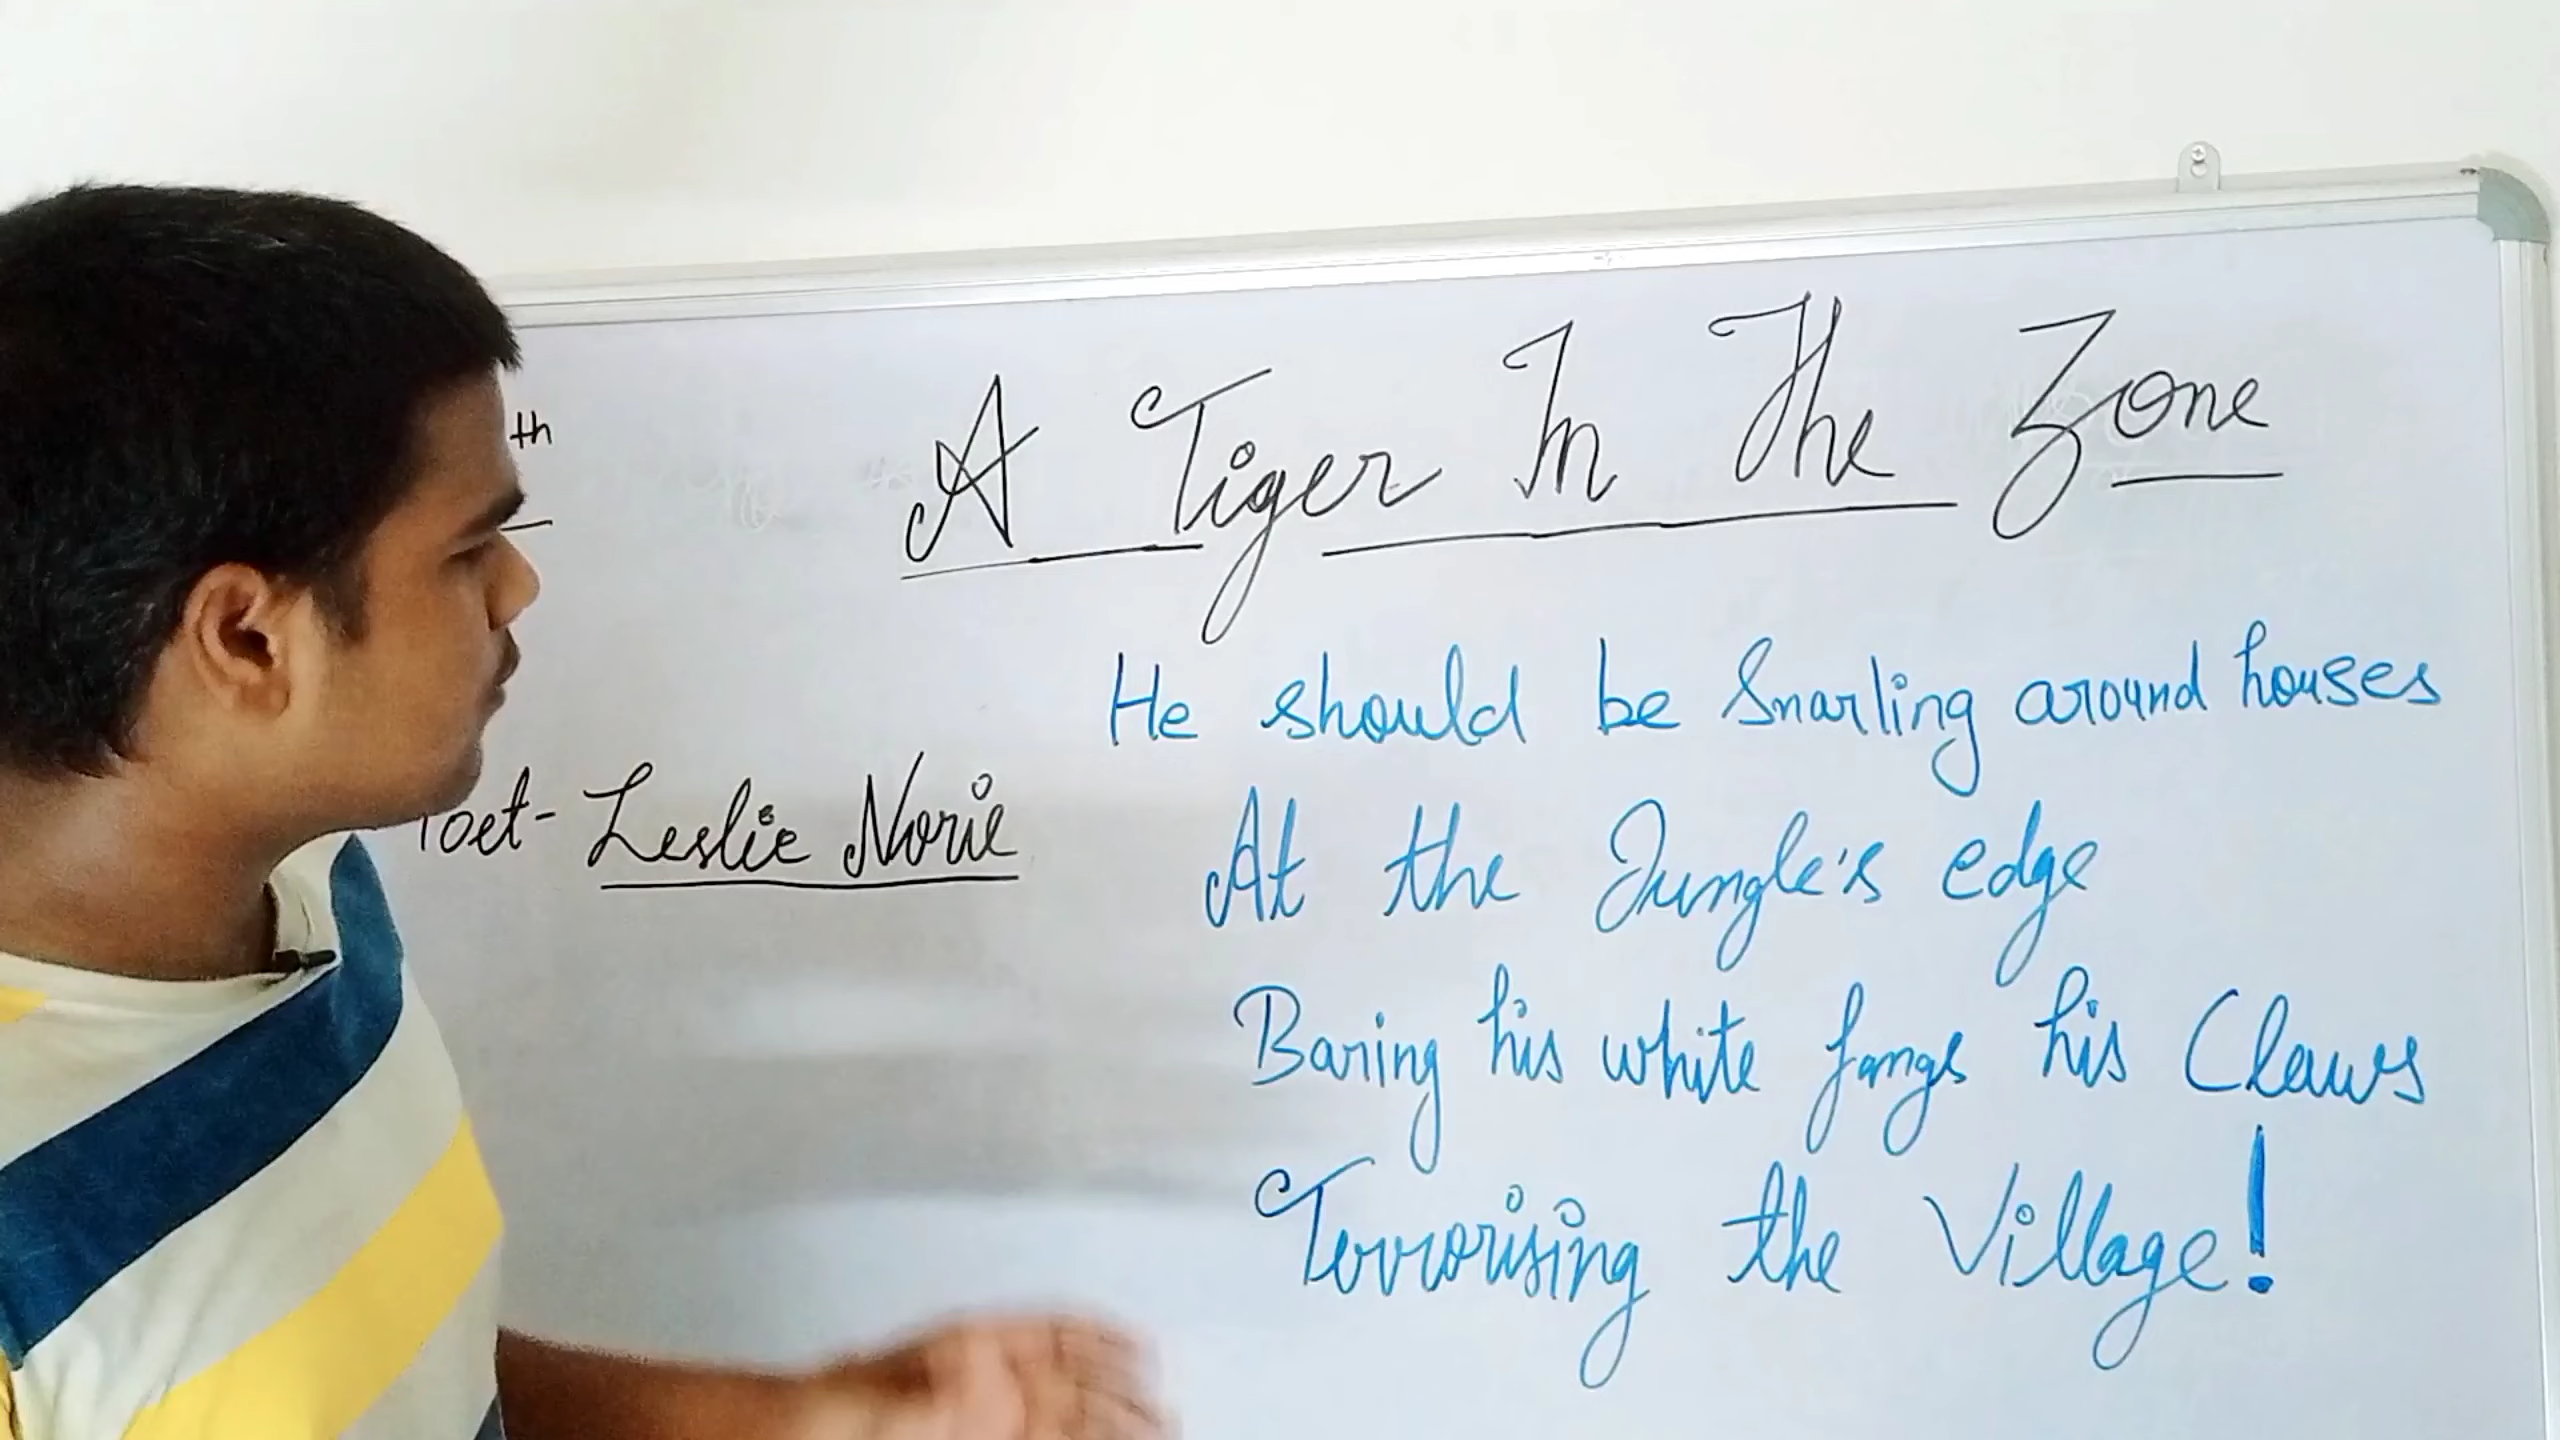 A Tiger In The Zone
th
Poet- Leslie Norie
He should be Snarling around houses
At the Jungle's edge
Baring his white fangs his Claws
Terrorising the Village!